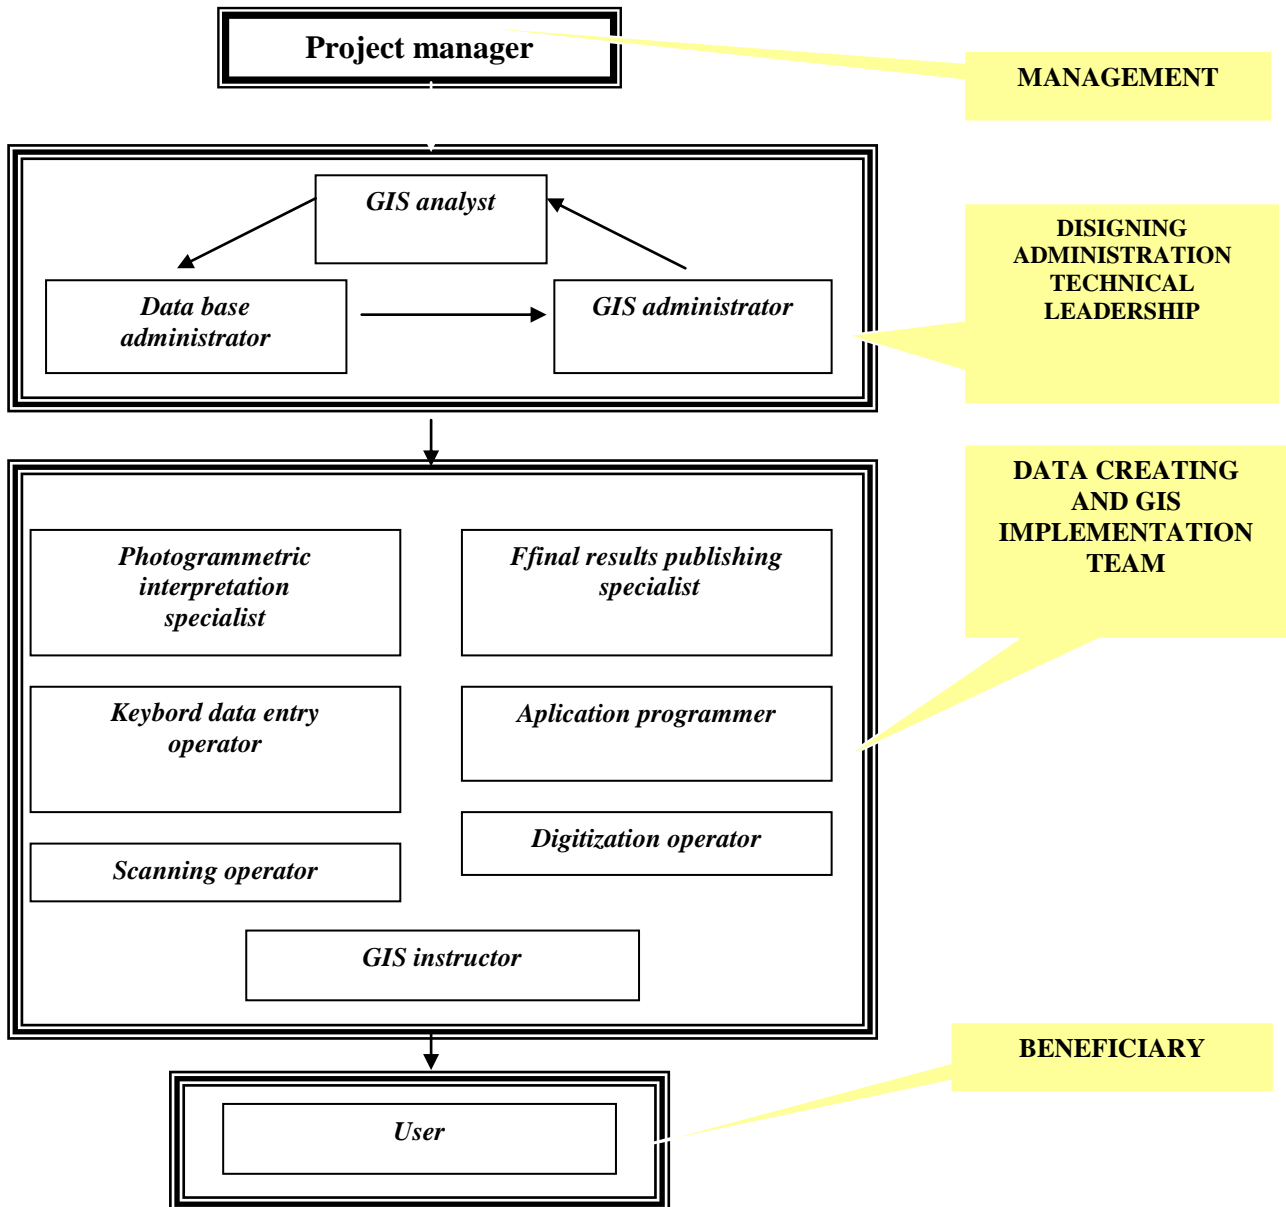 Project manager
MANAGEMENT
GIS analyst
Data base
administrator
GIS administrator
DISIGNING
ADMINISTRATION
TECHNICAL
LEADERSHIP
DATA CREATING
AND GIS
IMPLEMENTATION
TEAM
Photogrammetric
interpretation
specialist
Ffinal results publishing
specialist
Keybord data entry
operator
Aplication programmer
Scanning operator
Digitization operator
GIS instructor
BENEFICIARY
User